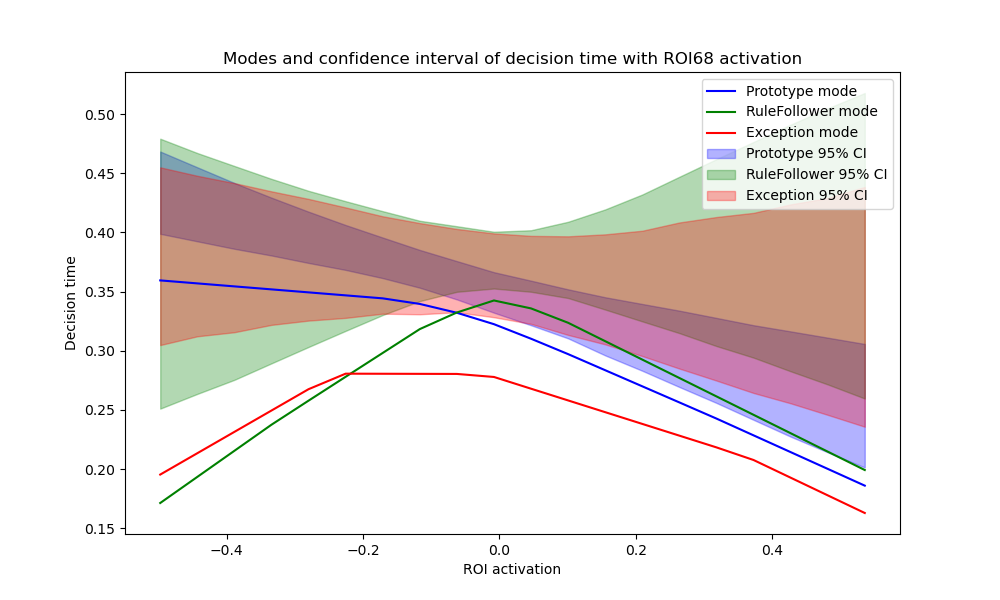 Modes and confidence interval of decision time with ROI68 activation
Prototype mode
RuleFollower mode
Exception mode
Prototype 95% CI
RuleFollower 95% CI
Exception 95% CI
0.50
0.45
0.40
0.35
0.30
0.25
0.20
0.15
Decision time
−0.4
−0.2
0.0
0.2
0.4
ROI activation